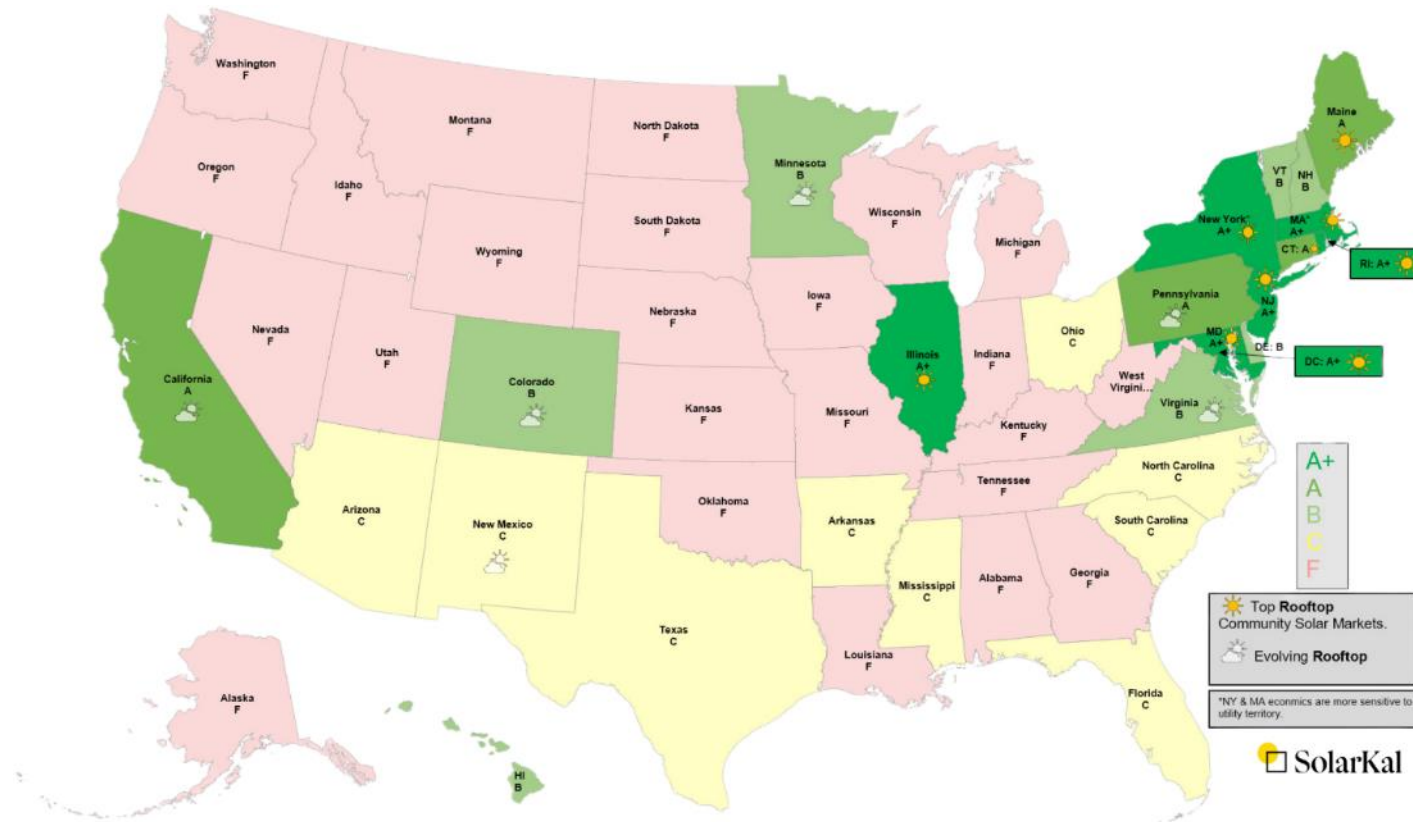 Washington
F
Montana
F
North Dakota
F
Minnesota
B
Maine
A
Oregon
F
Idaho
F
South Dakota
F
Wisconsin
F
Michigan
F
VT
B
NH
B
New York*
A+
MA*
A+
CT: A
RI: A+
Wyoming
F
Iowa
F
Nebraska
F
Pennsylvania
A
NJ
A+
Nevada
F
Utah
F
Ohio
C
Illinois
A+
Indiana
F
MD
A+
DE: B
DC: A+
California
A
Colorado
B
Kansas
F
Missouri
F
West
Virgini...
Virginia
B
Kentucky
F
North Carolina
C
Tennessee
F
Arizona
C
New Mexico
C
Oklahoma
F
Arkansas
C
South Carolina
C
Mississippi
C
Alabama
F
Georgia
F
Texas
C
Louisiana
F
Florida
C
Alaska
F
HI
B
A+
A
B
C
F
Top Rooftop
Community Solar Markets.
Evolving Rooftop
*NY & MA econmics are more sensitive to
utility territory.
SolarKal